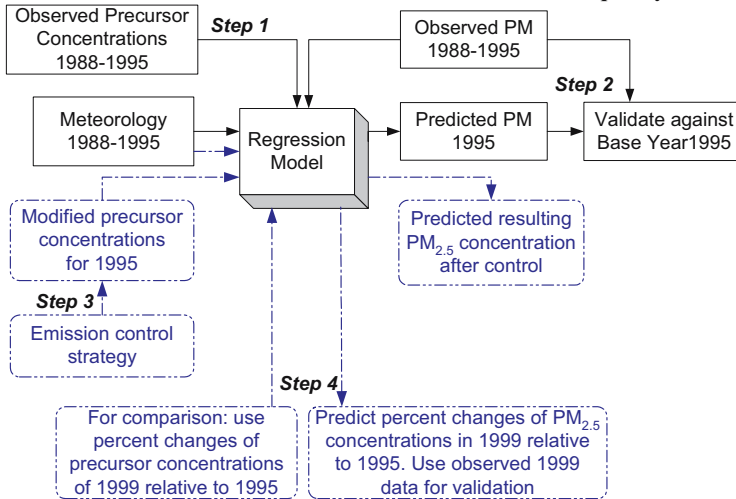 Observed Precursor
Concentrations
1988-1995
Step 1
Observed PM
1988-1995
Step 2
Meteorology
1988-1995
Regression
Model
Predicted PM
1995
Validate against
Base Year1995
Modified precursor
concentrations
for 1995
Predicted resulting
PM2.5 concentration
after control
Step 3
Emission control
strategy
Step 4
For comparison: use
percent changes of
precursor concentrations
of 1999 relative to 1995
Predict percent changes of PM2.5
concentrations in 1999 relative
to 1995. Use observed 1999
data for validation